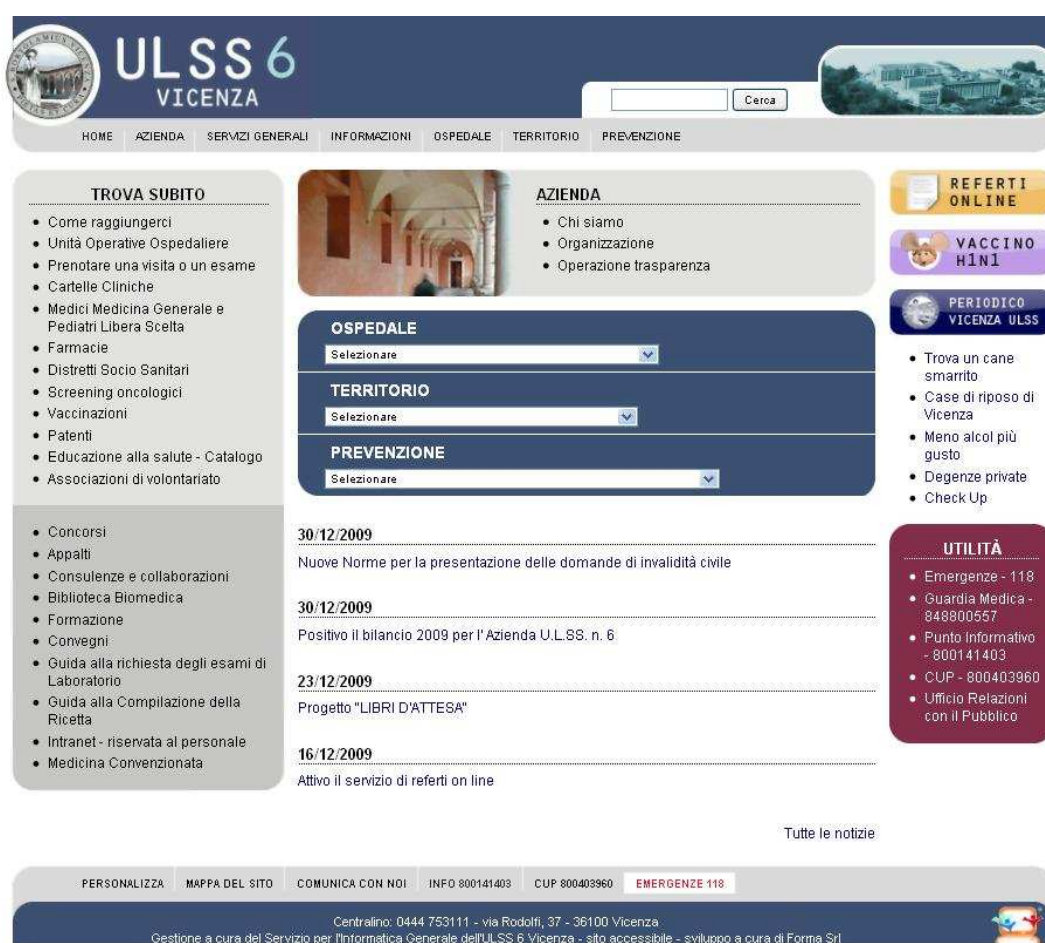 ULSS 6
VICENZA
Cerca
HOME AZIENDA SERVIZI GENERALI INFORMAZIONI OSPEDALE TERRITORIO PREVENZIONE
TROVA SUBITO
Come raggiungerci
Unità Operative Ospedaliere
Prenotare una visita o un esame
Cartelle Cliniche
Medici Medicina Generale e
Pediatri Libera Scelta
Farmacie
Distretti Socio Sanitari
Screening oncologici
Vaccinazioni
Patenti
Educazione alla salute - Catalogo
Associazioni di volontariato
Concorsi
Appalti
Consulenze e collaborazioni
Biblioteca Biomedica
Formazione
Convegni
Guida alla richiesta degli esami di
Laboratorio
Guida alla Compilazione della
Ricetta
Intranet - riservata al personale
Medicina Convenzionata
AZIENDA
Chi siamo
Organizzazione
Operazione trasparenza
OSPEDALE
Selezionare
TERRITORIO
Selezionare
PREVENZIONE
Selezionare
30/12/2009
Nuove Norme per la presentazione delle domande di invalidità civile
30/12/2009
Positivo il bilancio 2009 per l'Azienda U.L.SS. n. 6
23/12/2009
Progetto "LIBRI D'ATTESA"
16/12/2009
Attivo il servizio di referti on line
Tutte le notizie
REFERTI
ONLINE
VACCINO
H1N1
PERIODICO
VICENZA ULSS
Trova un cane
smarrito
Case di riposo di
Vicenza
Meno alcol più
gusto
Degenze private
Check Up
UTILITÀ
Emergenze - 118
Guardia Medica -
848800557
Punto Informativo
- 800141403
CUP - 800403960
Ufficio Relazioni
con il Pubblico
PERSONALIZZA MAPPA DEL SITO COMUNICA CON NOI INFO 800141403 CUP 800403960 EMERGENZE 118
Centralino: 0444 753111 - via Rodolfi, 37 - 36100 Vicenza
Gestione a cura del Servizio per l'Informatica Generale dell'ULSS 6 Vicenza - sito accessibile - sviluppo a cura di Forma Srl